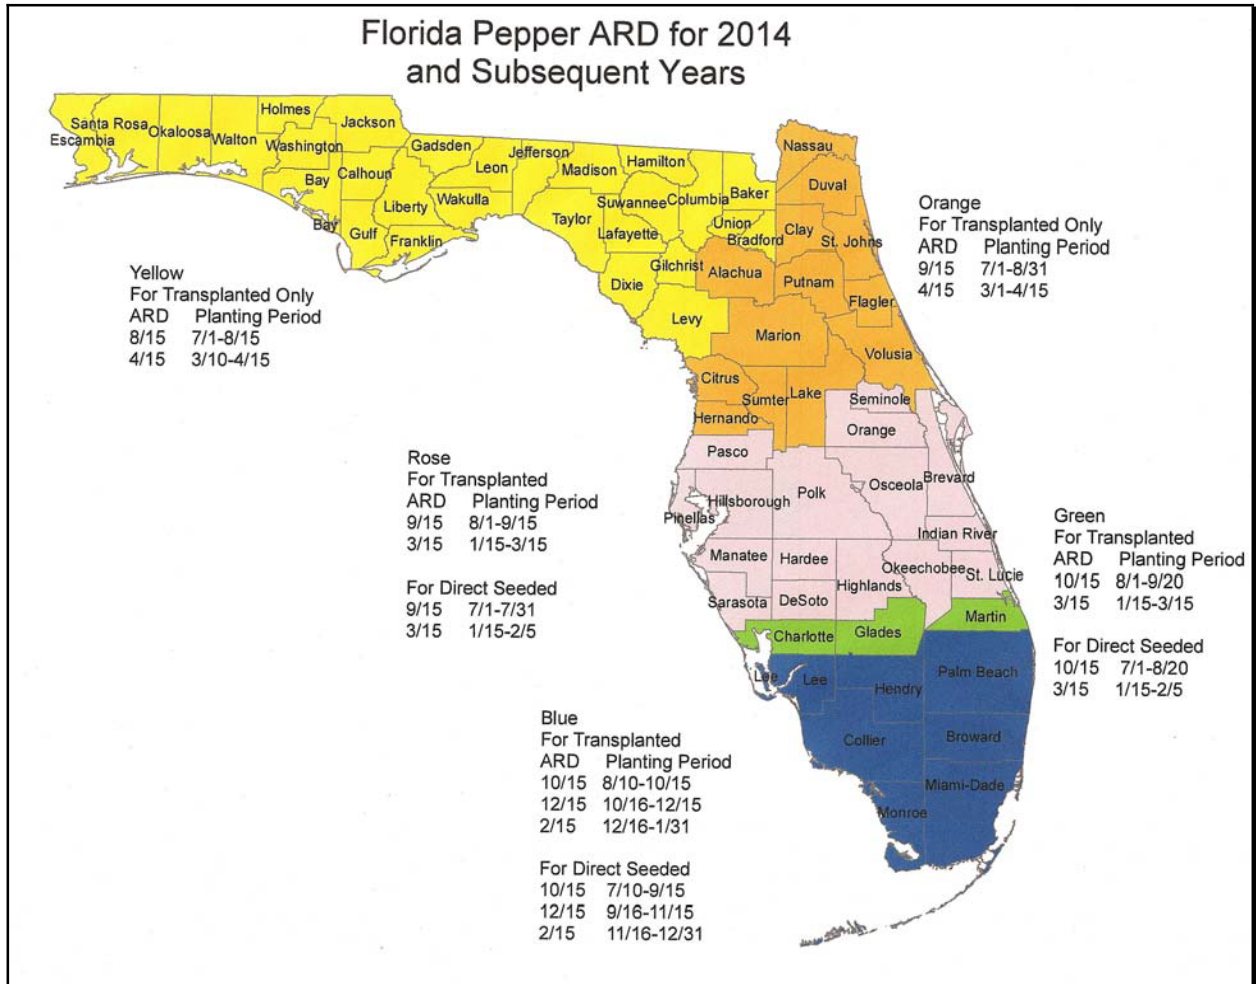 Florida Pepper ARD for 2014
and Subsequent Years
Holmes
Jackson
Santa Rosa
Okaloosa
Escambia
Walton
Washington
Gadsden
Jefferson
Leon
Madison
Hamilton
Nassau
Bay
Calhoun
Liberty
Wakulla
Suwannee
Columbia
Baker
Duval
Taylor
Lafayette
Union
Bradford
Clay
St. Johns
Bay
Gulf
Franklin
Gilchrist
Alachua
Putnam
Dixie
Flagler
Levy
Marion
Volusia
Citrus
Sumter
Lake
Seminole
Hernando
Orange
Pasco
Osceola
Brevard
Polk
Hillsborough
Pinellas
Indian River
Manatee
Hardee
Okeechobee
St. Lucie
Highlands
Sarasota
DeSoto
Martin
Charlotte
Glades
Lee
Lee
Hendry
Palm Beach
Collier
Broward
Miami-Dade
Monroe
Yellow
For Transplanted Only
ARD Planting Period
8/15 7/1-8/15
4/15 3/10-4/15
Orange
For Transplanted Only
ARD Planting Period
9/15 7/1-8/31
4/15 3/1-4/15
Rose
For Transplanted
ARD Planting Period
9/15 8/1-9/15
3/15 1/15-3/15
For Direct Seeded
9/15 7/1-7/31
3/15 1/15-2/5
Green
For Transplanted
ARD Planting Period
10/15 8/1-9/20
3/15 1/15-3/15
For Direct Seeded
10/15 7/1-8/20
3/15 1/15-2/5
Blue
For Transplanted
ARD Planting Period
10/15 8/10-10/15
12/15 10/16-12/15
2/15 12/16-1/31
For Direct Seeded
10/15 7/10-9/15
12/15 9/16-11/15
2/15 11/16-12/31